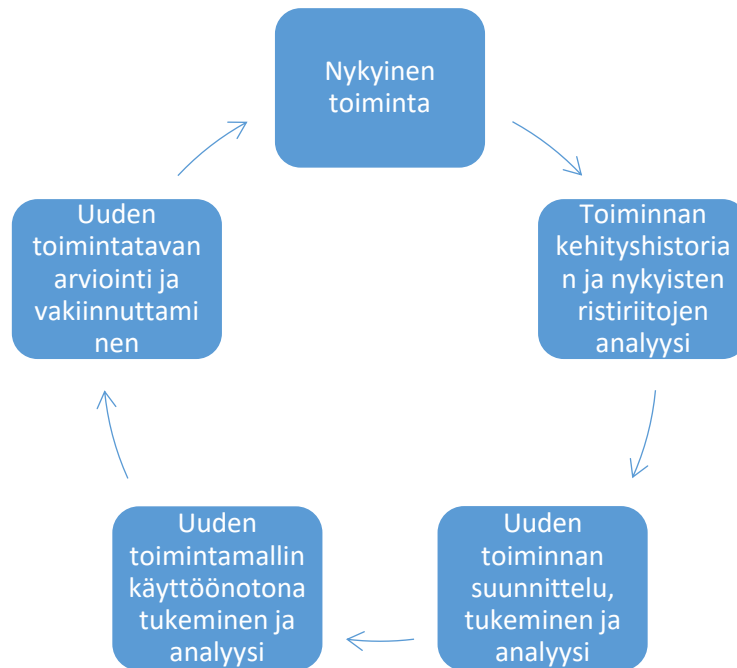 Nykyinen
toiminta
Toiminnan
kehityshistoria
n ja nykyisten
ristiriitojen
analyysi
Uuden
toiminnan
suunnittelu,
tukeminen ja
analyysi
Uuden
toimintamallin
käyttöönotona
tukeminen ja
analyysi
Uuden
toimintatavan
arviointi ja
vakiinnuttami
nen